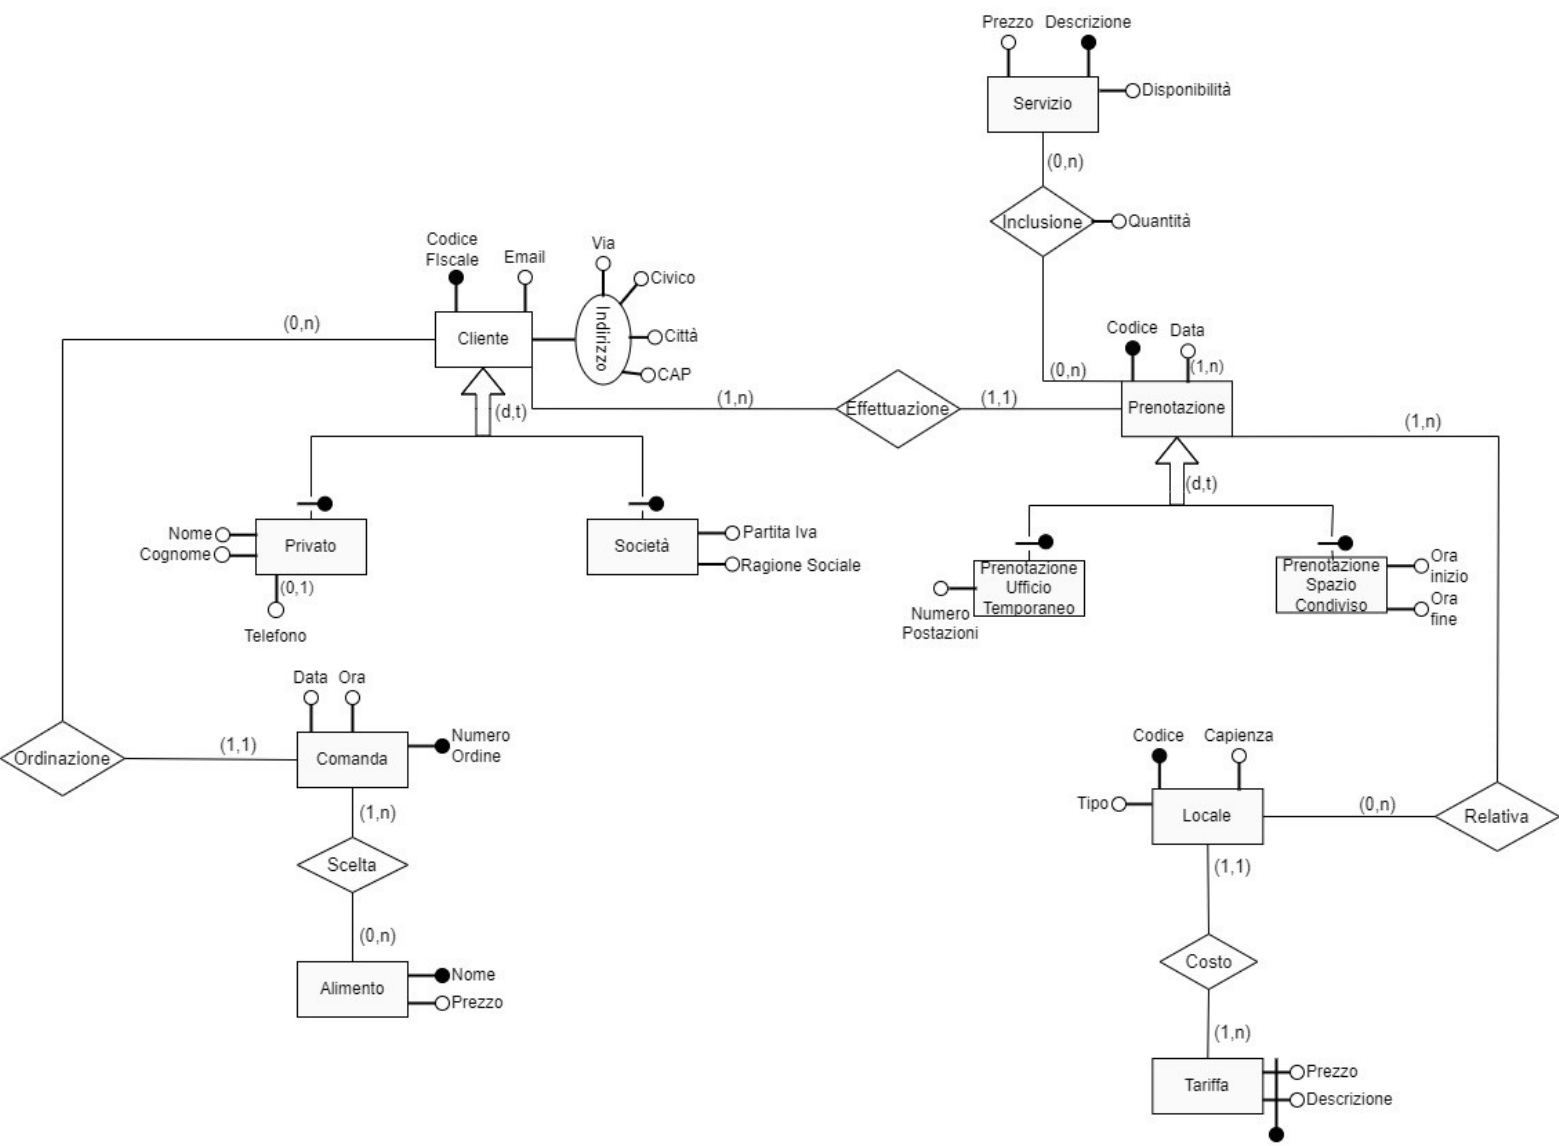 Prezzo Descrizione
Servizio
Disponibilità
(0,n)
Inclusione
Quantità
Codice
FIscale
Email
Via
Civico
Indirizzo
Città
CAP
(0,n)
Cliente
(d,t)
(1,n)
Effettuazione
(1,1)
(0,n)
Codice
Data
(1,n)
Prenotazione
(1,n)
(d,t)
Nome
Cognome
Privato
(0,1)
Telefono
Società
Partita Iva
Ragione Sociale
Prenotazione
Ufficio
Temporaneo
Numero
Postazioni
Prenotazione
Spazio
Condiviso
Ora
inizio
Ora
fine
Data Ora
Numero
Ordine
Ordinazione
(1,1)
Comanda
(1,n)
Scelta
(0,n)
Alimento
Nome
Prezzo
Codice
Capienza
Tipo
Locale
(0,n)
Relativa
(1,1)
Costo
(1,n)
Tariffa
Prezzo
Descrizione